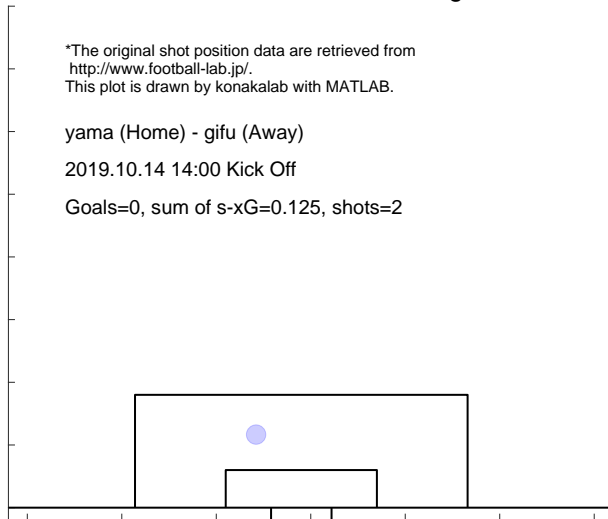 *The original shot position data are retrieved from
http://www.football-lab.jp/.
This plot is drawn by konakalab with MATLAB.
yama (Home) - gifu (Away)
2019.10.14 14:00 Kick Off
Goals=0, sum of s-xG=0.125, shots=2